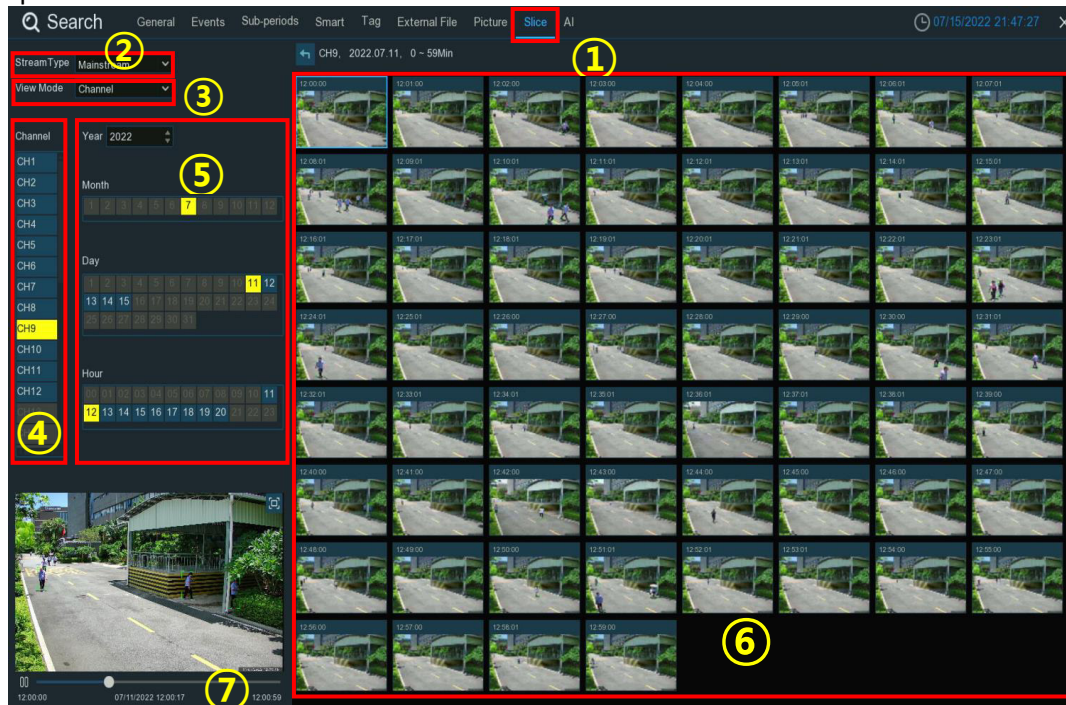 Search General Events Sub-periods Smart Tag External File Picture Slice AI 07/15/2022 21:47:27 X
②
StreamType Mainstream
CH9, 2022.07.11, 0 ~ 59Min
①
View Mode Channel
③
Channel
Year 2022
⑤
Month
1 2 3 4 5 6 7 8 9 10 11 12
Day
1 2 3 4 5 6 7 8 9 10 11 12
13 14 15 16 17 18 19 20 21 22 23 24
25 26 27 28 29 30 31
Hour
00 01 02 03 04 05 06 07 08 09 10 11
12 13 14 15 16 17 18 19 20 21 22 23
CH1
CH2
CH3
CH4
CH5
CH6
CH7
CH8
CH9
CH10
CH11
CH12
④
12:00:00 12:01:00 12:02:00 12:03:00 12:04:00 12:05:01 12:06:01 12:07:01
12:08:01 12:09:01 12:10:01 12:11:01 12:12:01 12:13:01 12:14:01 12:15:01
12:16:01 12:17:01 12:18:01 12:19:01 12:20:01 12:21:01 12:22:01 12:23:01
12:24:01 12:25:01 12:26:00 12:27:00 12:28:00 12:29:00 12:30:00 12:31:01
12:32:01 12:33:01 12:34:01 12:35:01 12:36:01 12:37:01 12:38:01 12:39:00
12:40:00 12:41:00 12:42:00 12:43:00 12:44:00 12:45:00 12:46:00 12:47:00
12:48:00 12:49:00 12:50:00 12:51:01 12:52:01 12:53:01 12:54:00 12:55:00
12:56:00 12:57:00 12:58:01 12:59:00
⑥
⑦
12:00:00 07/11/2022 12:00:17 12:00:59